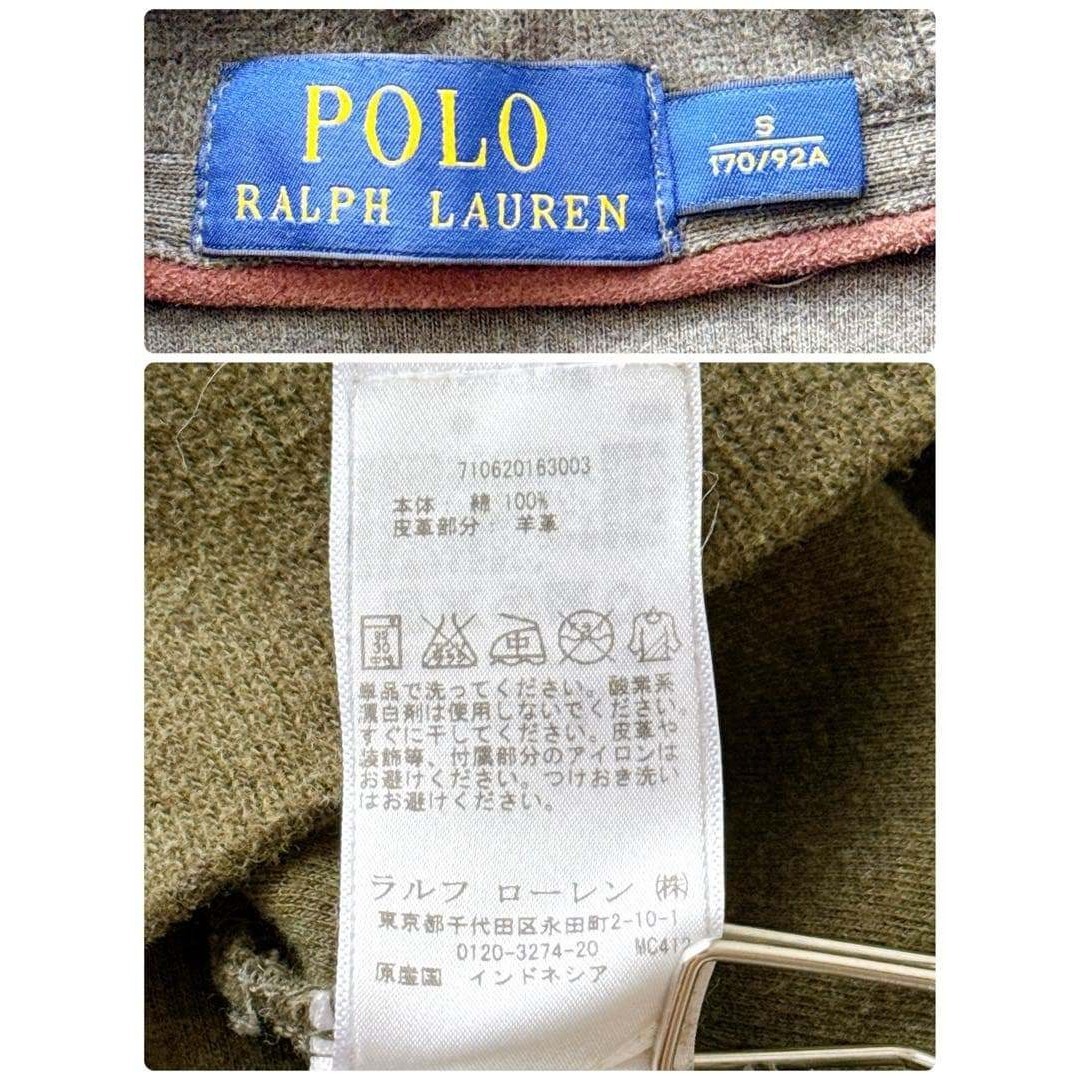 POLO
RALPH LAUREN
S
170/92A
710620163003
本体 綿 100%
皮革部分: 羊革
30
中
単品で洗ってください。酸素系
漂白剤は使用しないでください。
すぐに干してください。皮革や
装飾等、付属部分のアイロンは
お避けください。つけおき洗い
はお避けください。
ラルフ ローレン (株)
東京都千代田区永田町2-10-1
0120-3274-20 MC4T2
原産国 インドネシア